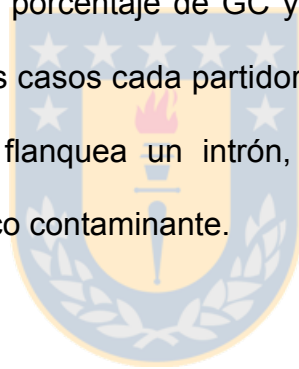 porcentaje de GC y
s casos cada partidor
flanquea un intrón,
co contaminante.